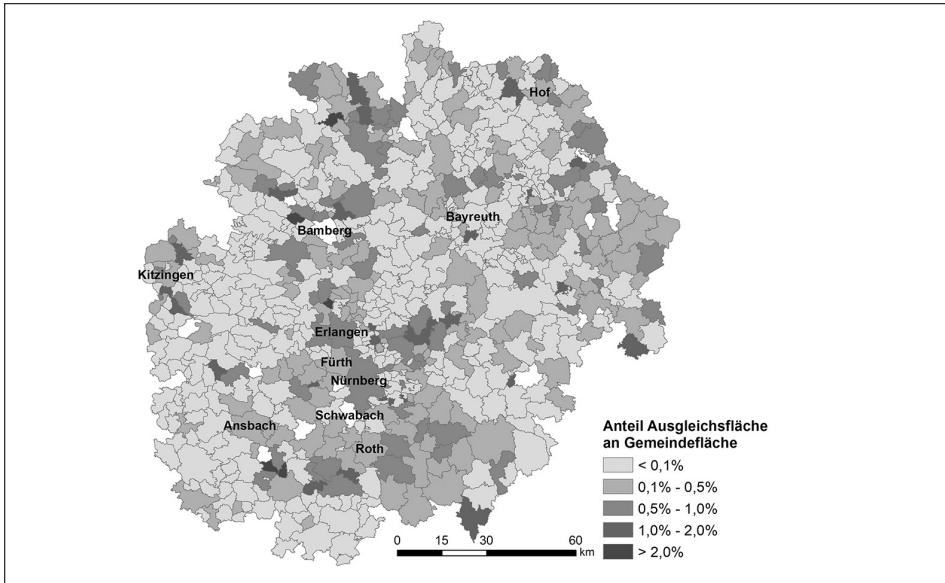 Hof
Bayreuth
Bamberg
Kitzingen
Erlangen
Fürth
Nürnberg
Schwabach
Ansbach
Roth
Anteil Ausgleichsfläche
an Gemeindefläche
< 0,1%
0,1% - 0,5%
0,5% - 1,0%
1,0% - 2,0%
> 2,0%
0 15 30 60
km